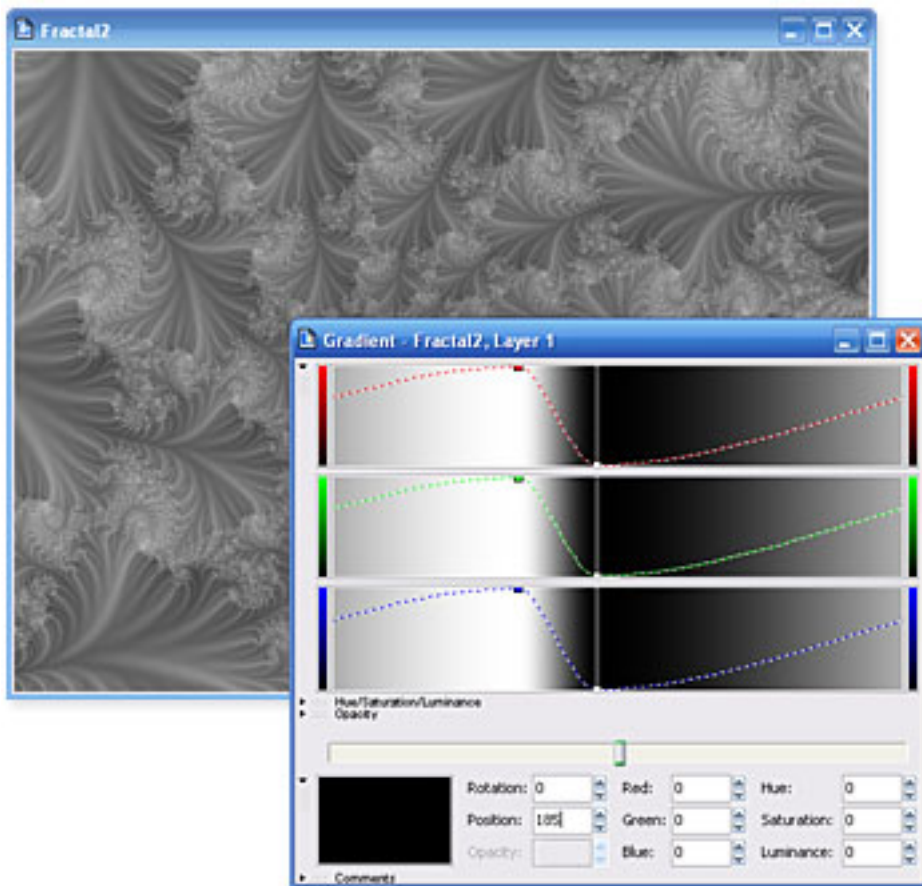 Fractal2
Gradient - Fractal2, Layer 1
Hue/Saturation/Luminance
Opacity
Rotation: 0 Red: 0 Hue: 0
Position: 185 Green: 0 Saturation: 0
Opacity: Blue: 0 Luminance: 0
Comments